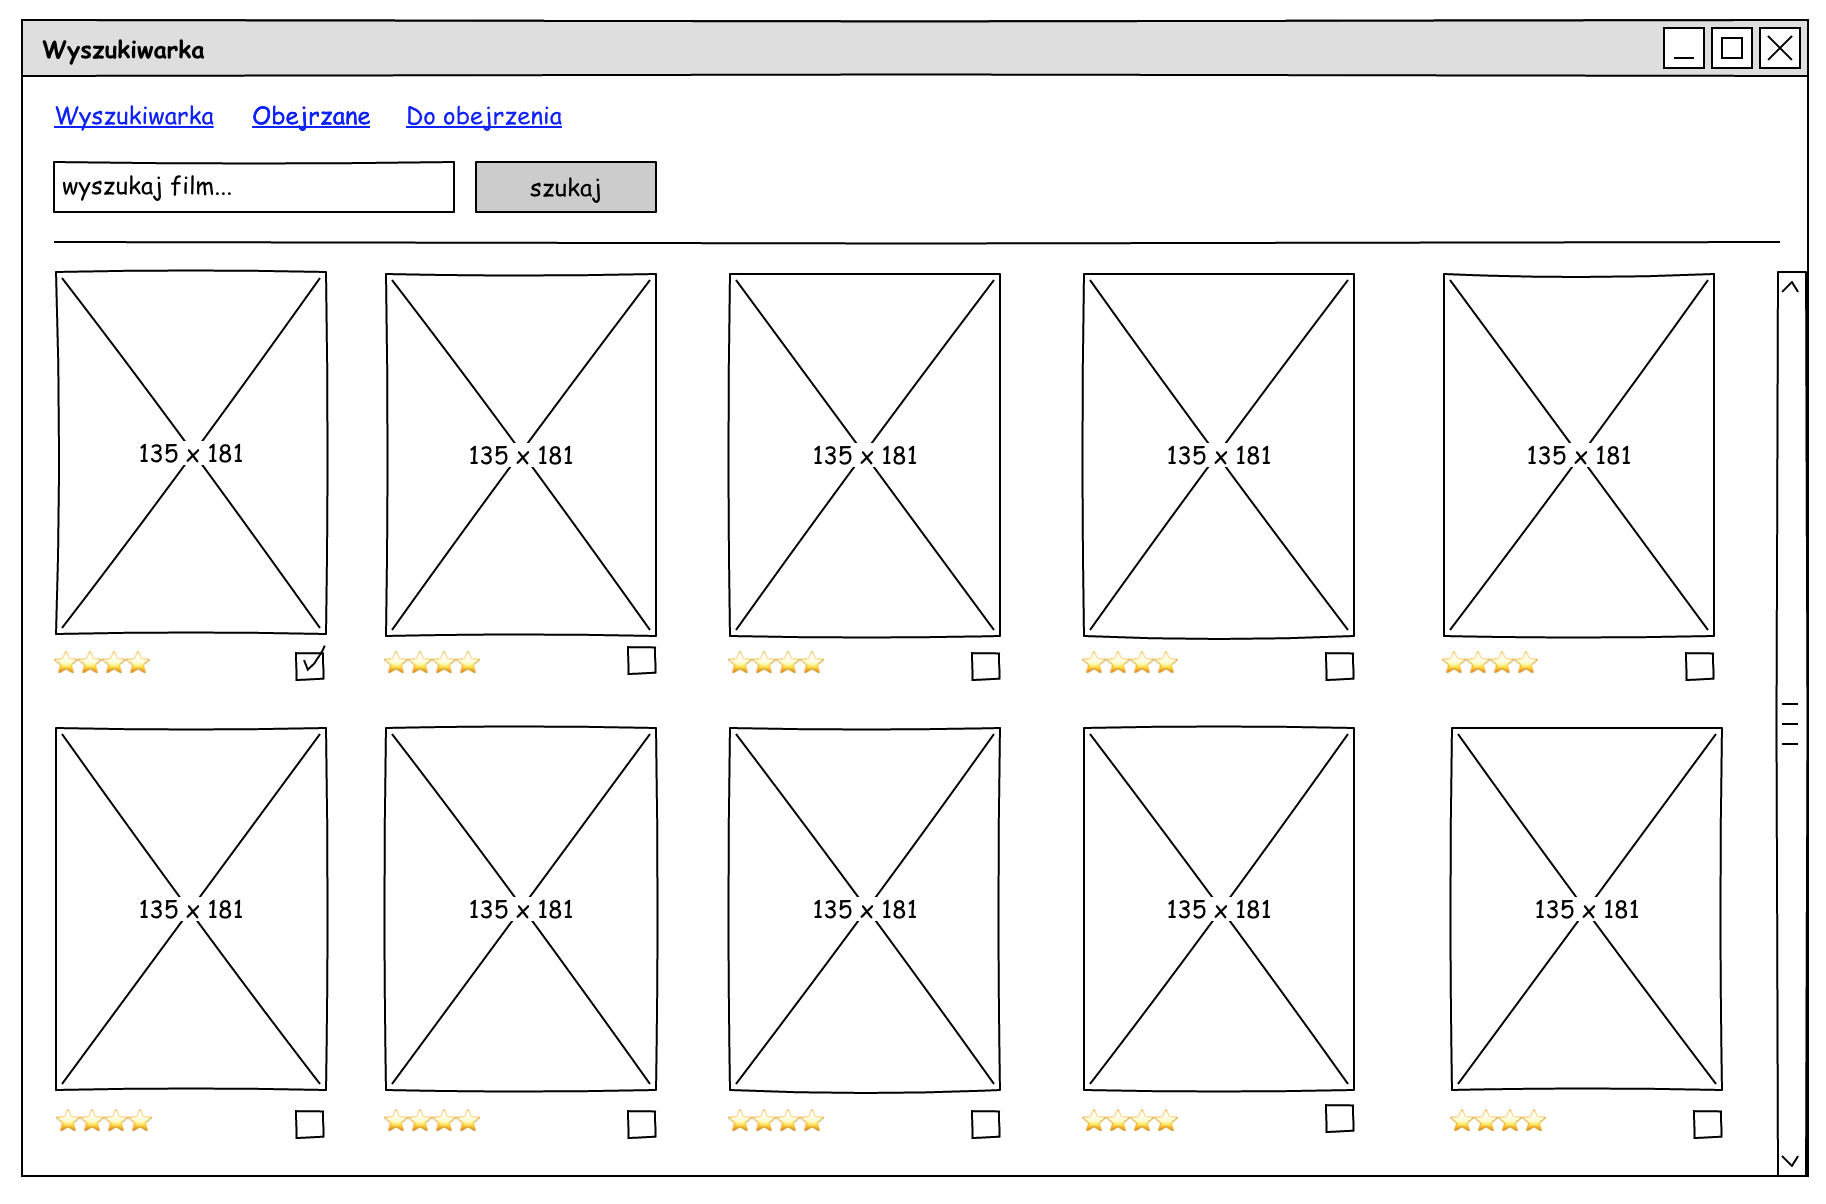 Wyszukiwarka
Wyszukiwarka Obejrzane Do obejrzenia
wyszukaj film... szukaj
135 x 181 135 x 181 135 x 181 135 x 181 135 x 181
135 x 181 135 x 181 135 x 181 135 x 181 135 x 181